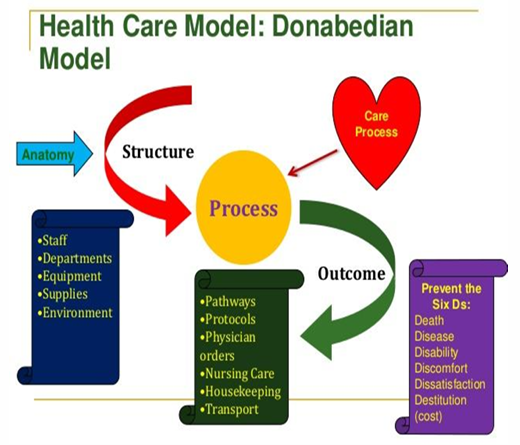 Health Care Model: Donabedian
Model
Care
Process
Anatomy
Structure
Process
•Staff
•Departments
•Equipment
•Supplies
•Environment
Outcome
•Pathways
•Protocols
•Physician
orders
•Nursing Care
•Housekeeping
•Transport
Prevent the
Six Ds:
Death
Disease
Disability
Discomfort
Dissatisfaction
Destitution
(cost)